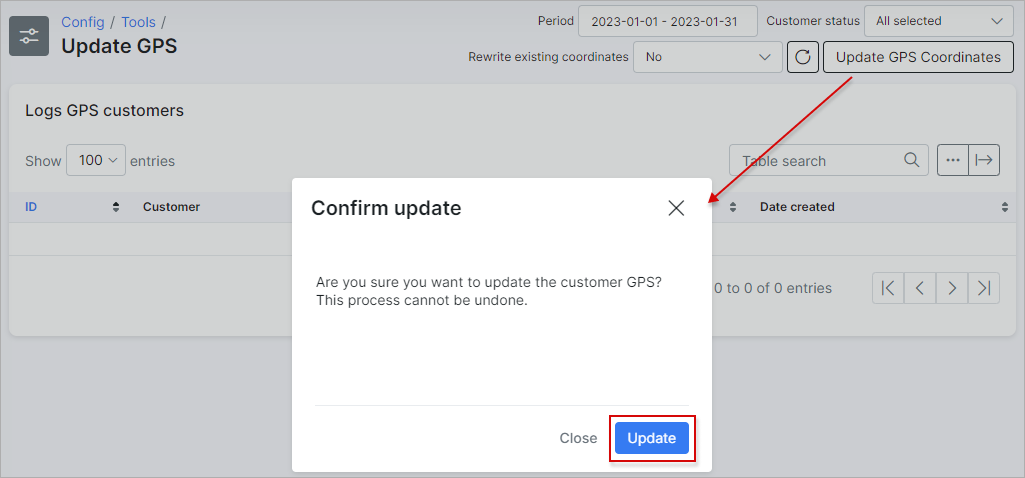 Config / Tools /
Update GPS
Period 2023-01-01 - 2023-01-31 Customer status All selected
Rewrite existing coordinates No Update GPS Coordinates
Logs GPS customers
Show 100 entries Table search
ID Customer Date created
Confirm update
Are you sure you want to update the customer GPS?
This process cannot be undone.
0 to 0 of 0 entries
Close Update